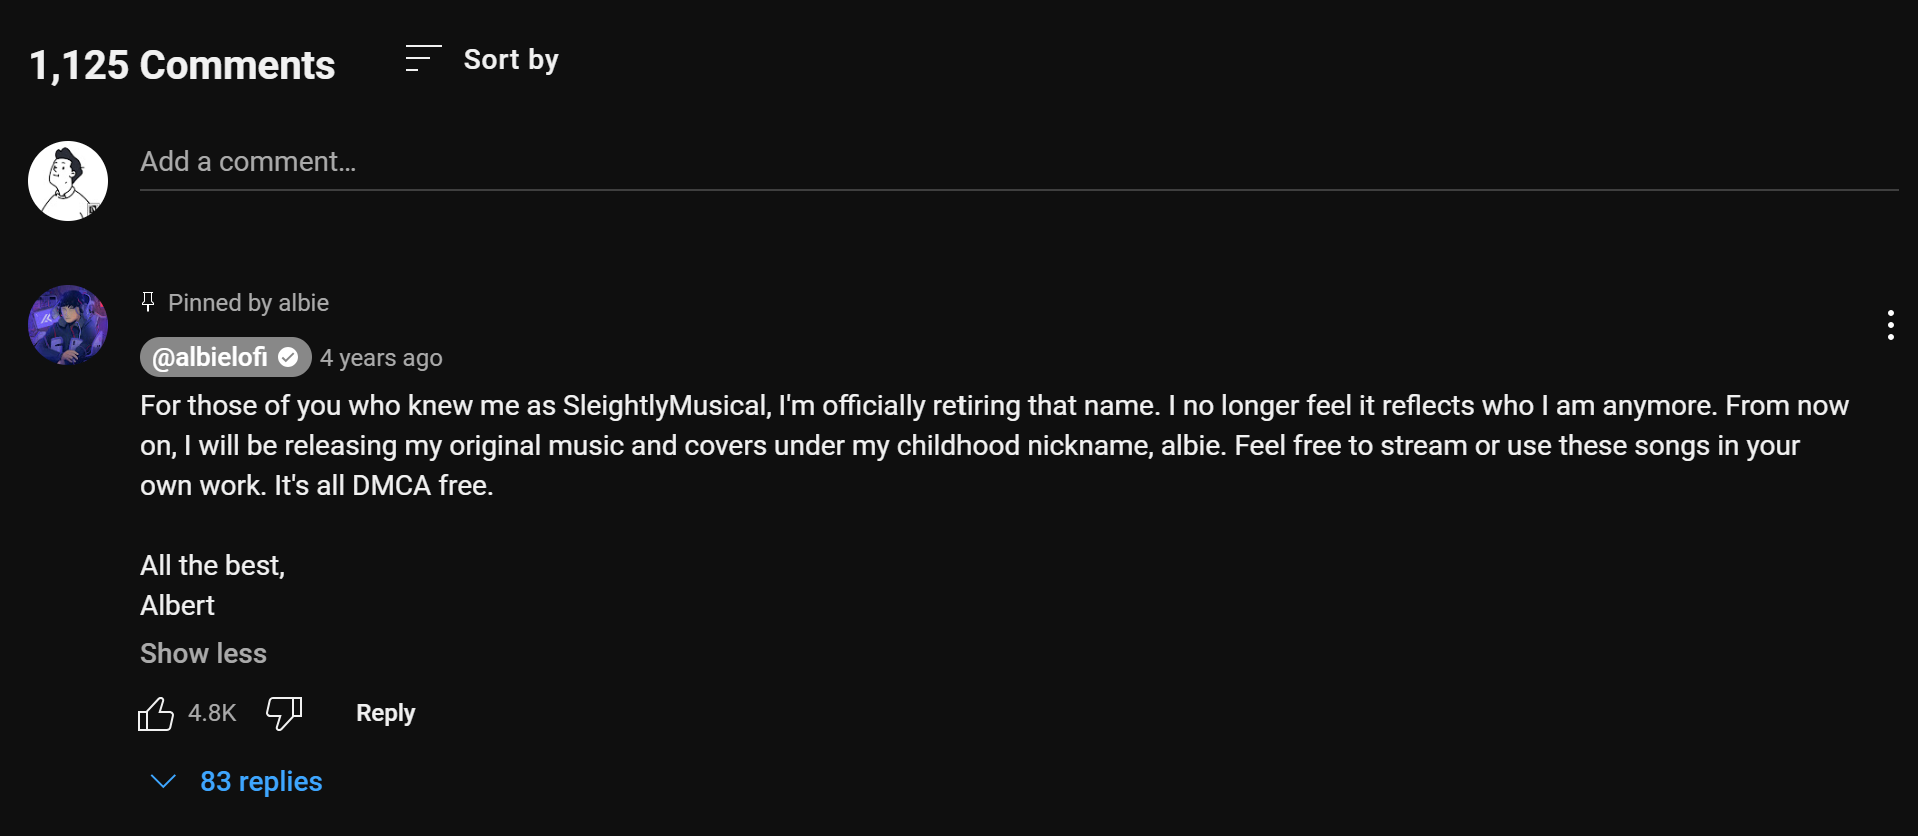 1,125 Comments
Sort by
Add a comment...
Pinned by albie
@albielofi
4 years ago
For those of you who knew me as SleightlyMusical, I'm officially retiring that name. I no longer feel it reflects who I am anymore. From now
on, I will be releasing my original music and covers under my childhood nickname, albie. Feel free to stream or use these songs in your
own work. It's all DMCA free.
All the best,
Albert
Show less
4.8K
Reply
83 replies